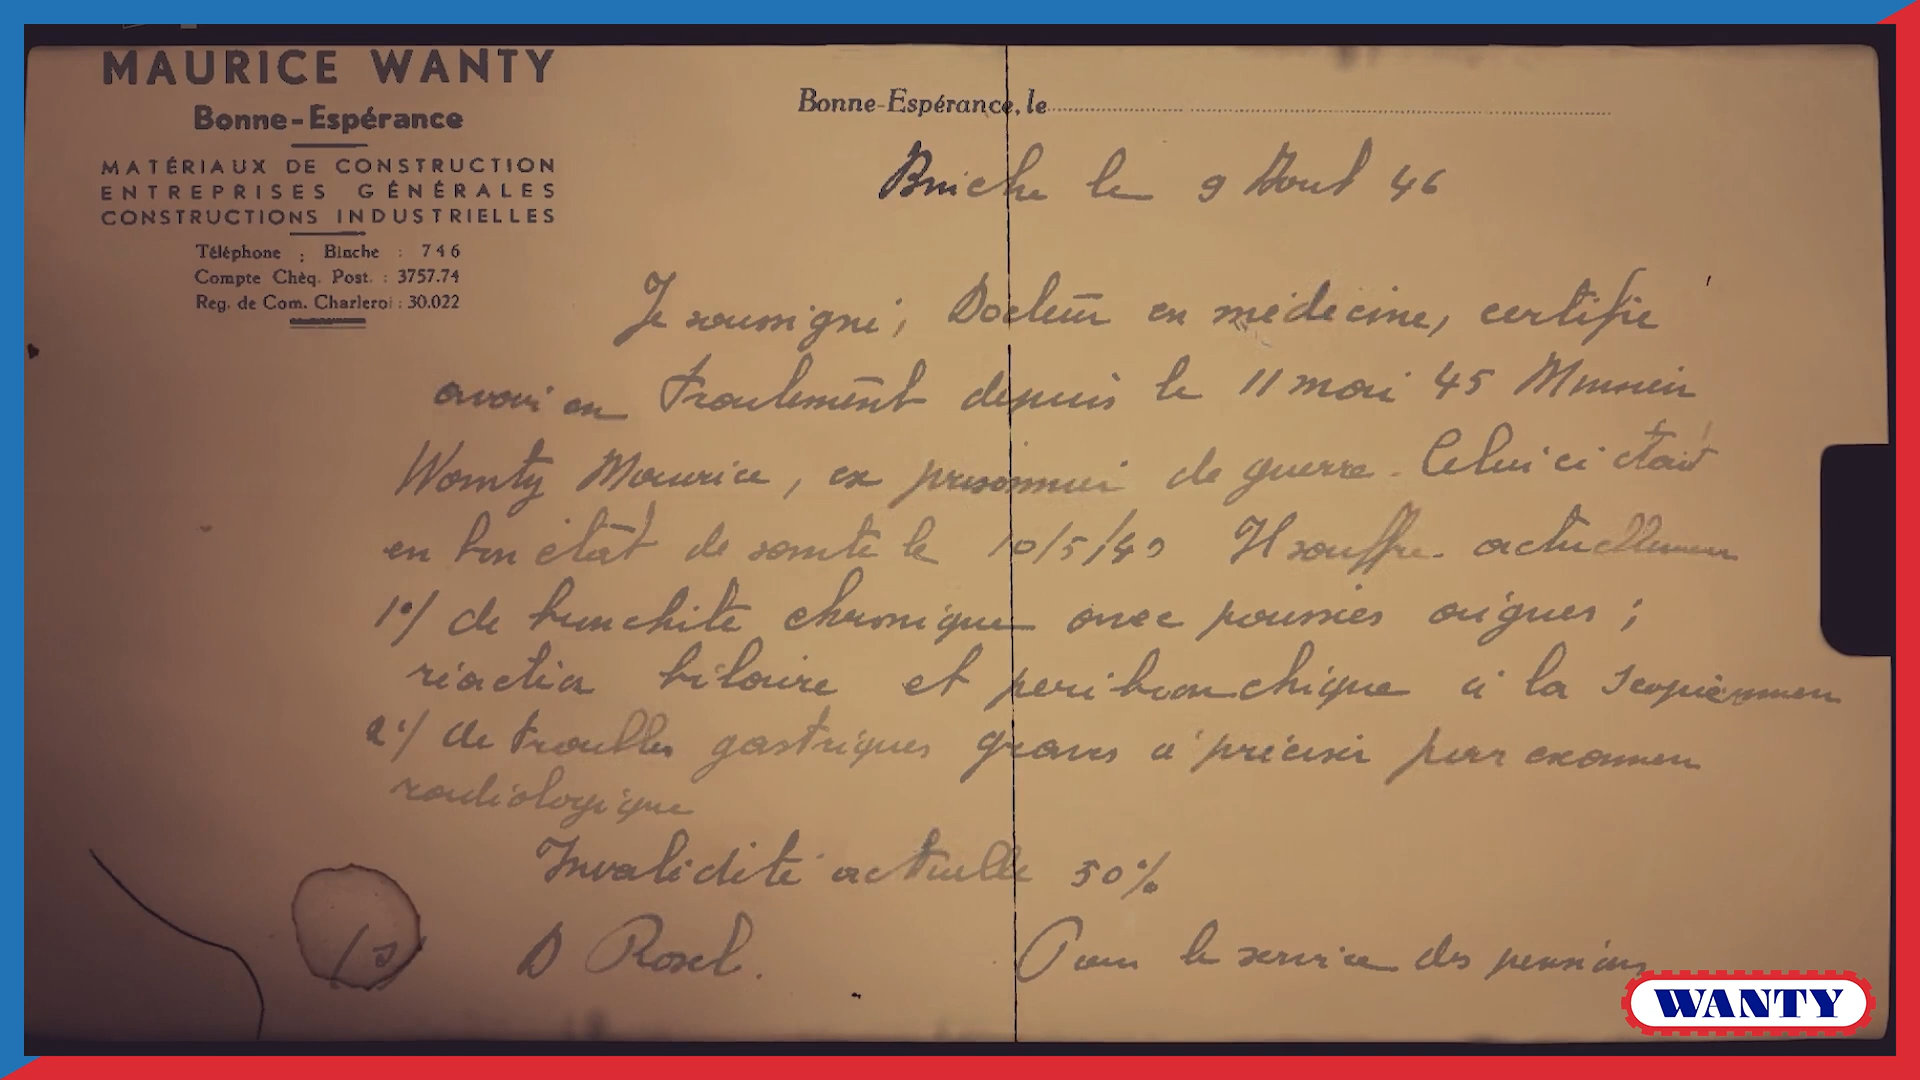 MAURICE WANTY
Bonne-Espérance
MATÉRIAUX DE CONSTRUCTION
ENTREPRISES GÉNÉRALES
CONSTRUCTIONS INDUSTRIELLES
Téléphone : Binche : 746
Compte Chèq. Post. : 3757.74
Reg. de Com. Charleroi : 30.022
Bonne-Espérance, le
Binche le 9 Aout 46
Je soussigné, Docteur en médecine, certifie
avoir en Traitement depuis le 11 mai 45 Monsieur
Wanty Maurice, ex prisonnier de guerre. Celui ci était
en bon état de santé le 10/5/40 Il souffre actuellement
1°/ de bronchite chronique avec poussées aigues ;
réaction hilaire et peribronchique à la
2°/ de troubles gastriques graves à préciser par examen
radiologique
Invalidité actuelle 50%
D Roxel.
Pour le service des pensions
WANTY